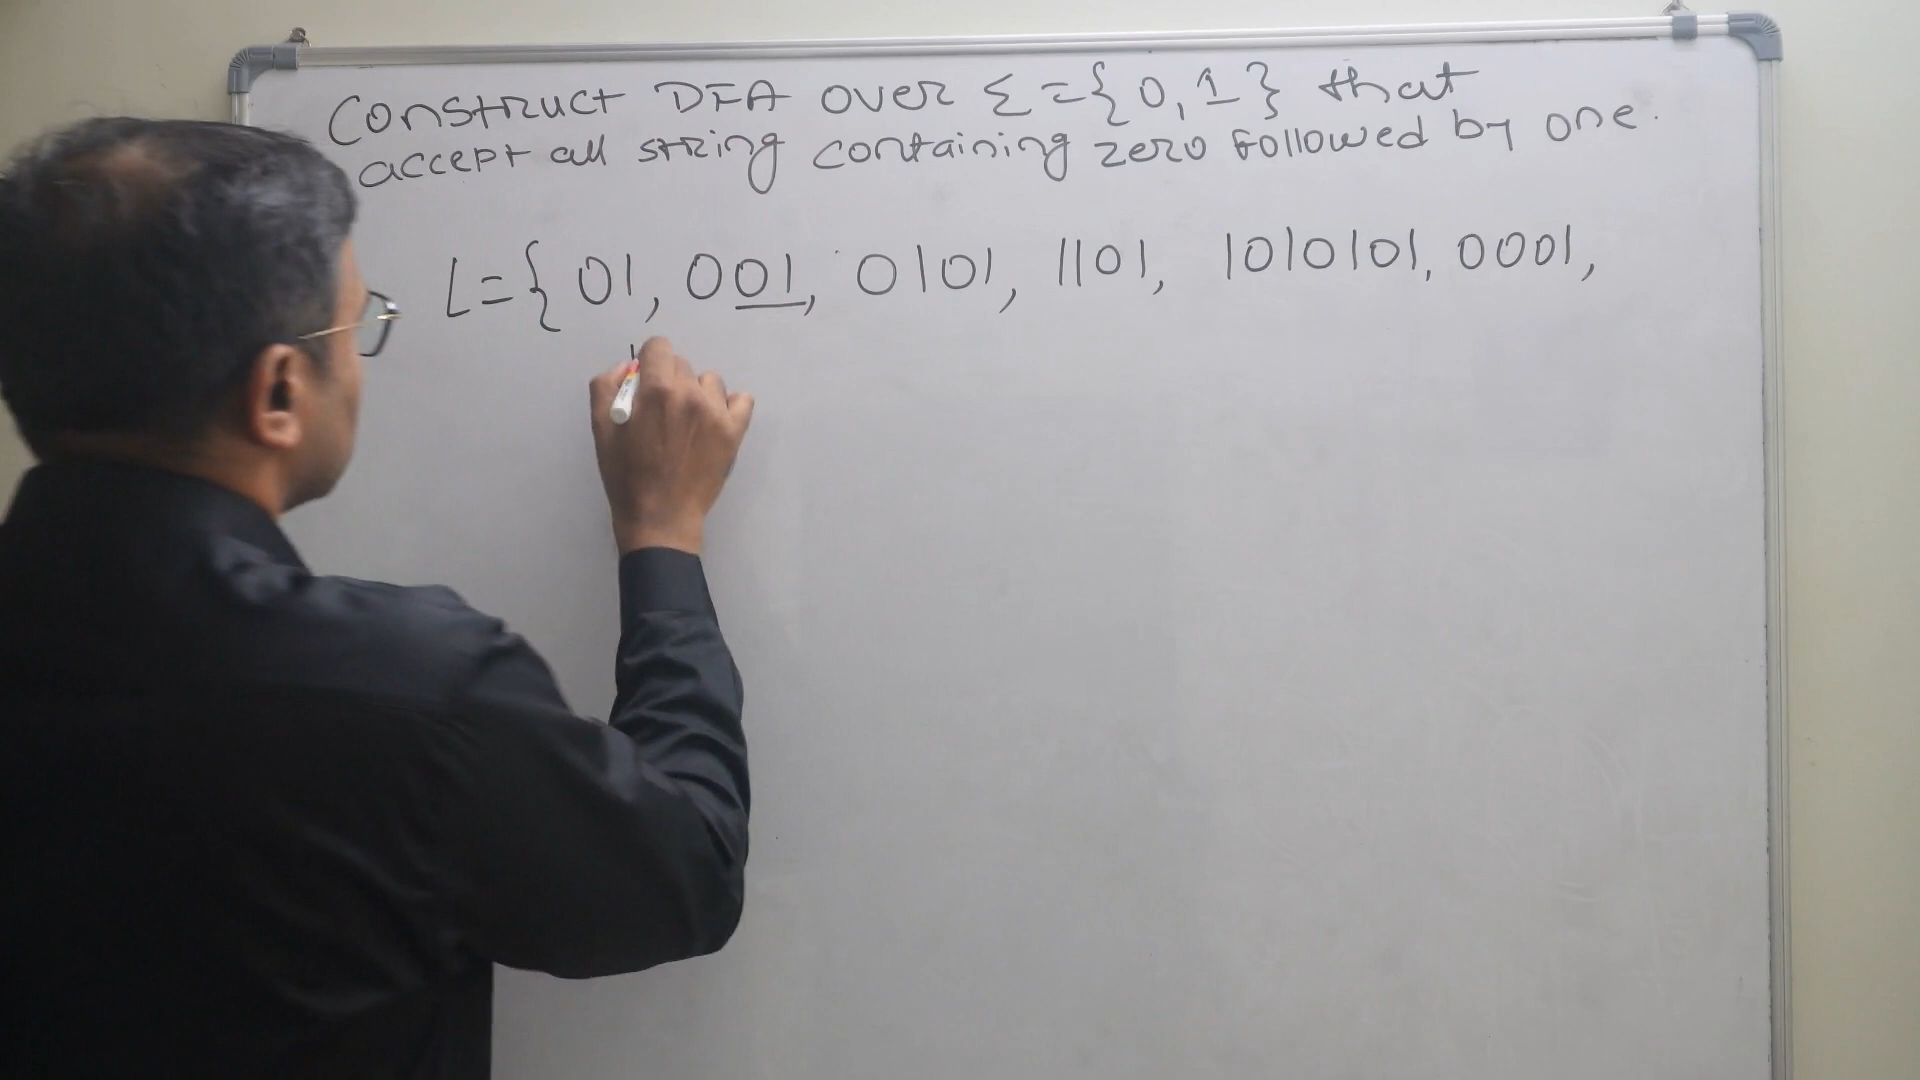 Construct DFA over Σ={0,1} that
accept all string containing zero followed by one.
L={ 01, 001, 0101, 1101, 1010101, 0001,
1